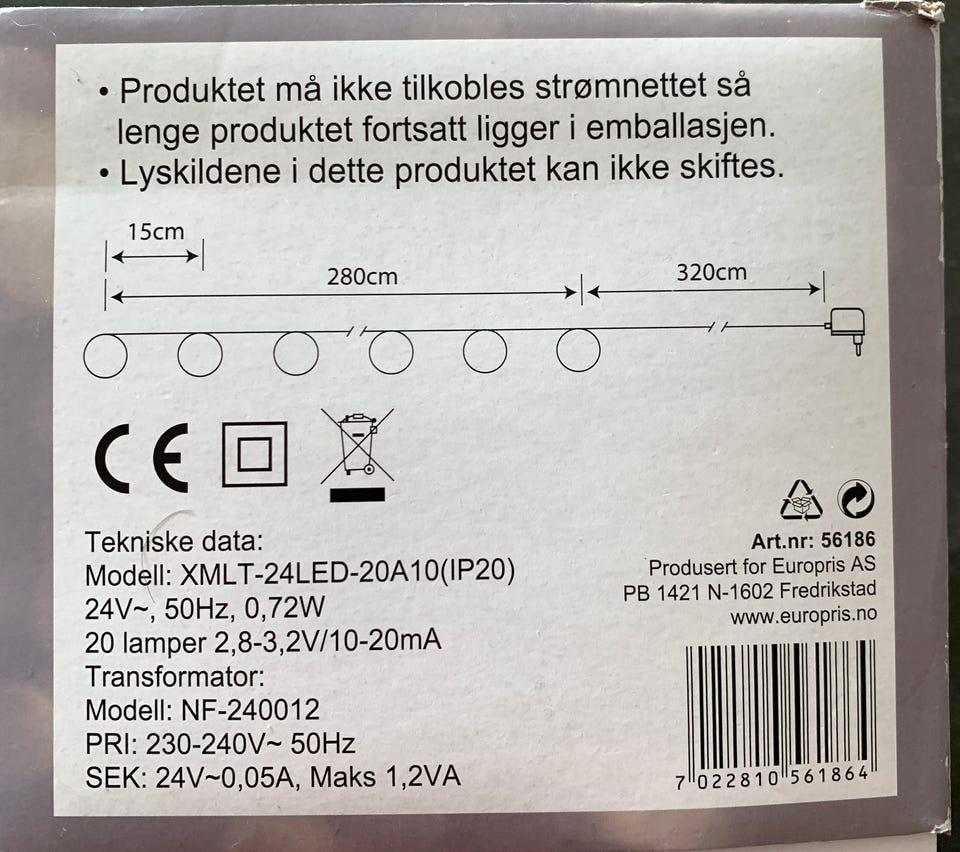 • Produktet må ikke tilkobles strømnettet så
lenge produktet fortsatt ligger i emballasjen.
• Lyskildene i dette produktet kan ikke skiftes.
15cm
280cm
320cm
CE
Tekniske data:
Modell: XMLT-24LED-20A10(IP20)
24V~, 50Hz, 0,72W
20 lamper 2,8-3,2V/10-20mA
Transformator:
Modell: NF-240012
PRI: 230-240V~ 50Hz
SEK: 24V~0,05A, Maks 1,2VA
Art.nr: 56186
Produsert for Europris AS
PB 1421 N-1602 Fredrikstad
www.europris.no
7 022810 561864